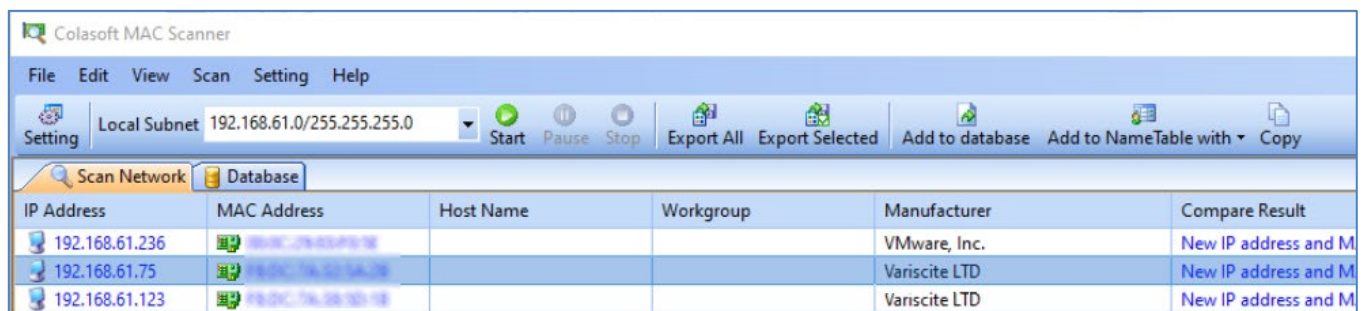 Colasoft MAC Scanner
File Edit View Scan Setting Help
Setting Local Subnet 192.168.61.0/255.255.255.0 Start Pause Stop Export All Export Selected Add to database Add to NameTable with Copy
Scan Network Database
IP Address MAC Address Host Name Workgroup Manufacturer Compare Result
192.168.61.236 VMware, Inc. New IP address and M
192.168.61.75 Variscite LTD New IP address and M
192.168.61.123 Variscite LTD New IP address and M